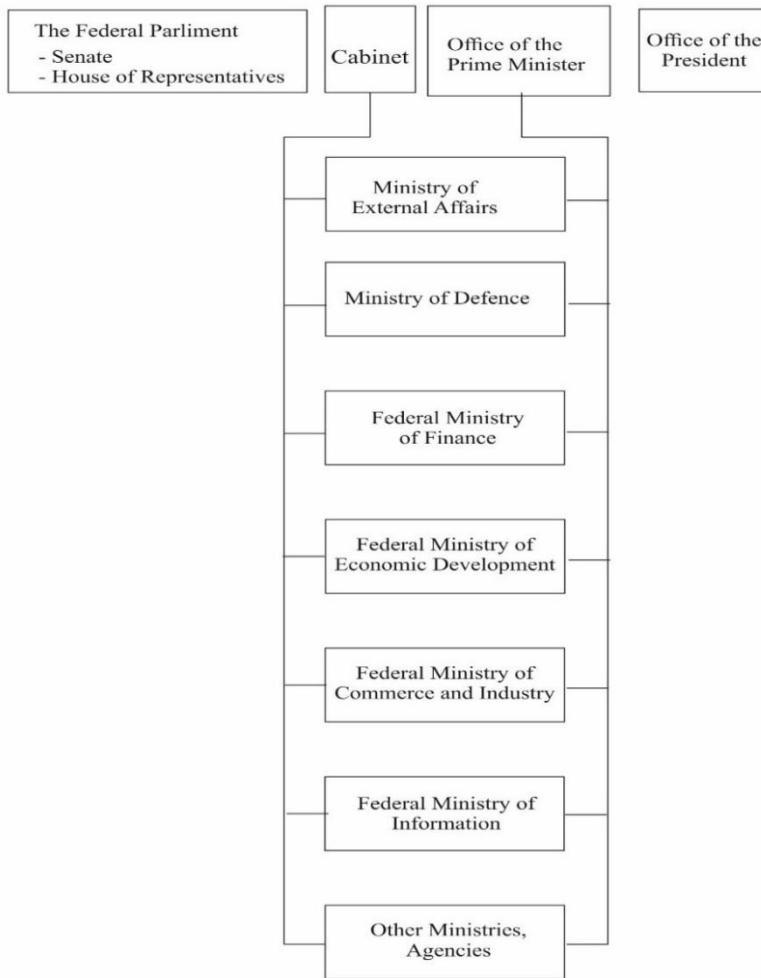 The Federal Parliment
- Senate
- House of Representatives
Cabinet
Office of the
Prime Minister
Office of the
President
Ministry of
External Affairs
Ministry of Defence
Federal Ministry
of Finance
Federal Ministry of
Economic Development
Federal Ministry of
Commerce and Industry
Federal Ministry of
Information
Other Ministries,
Agencies